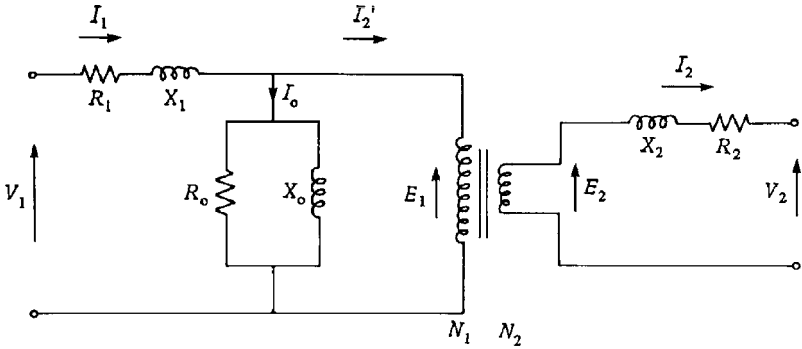 I₁
I₂'
R₁
X₁
Iₒ
I₂
V₁
Rₒ
Xₒ
E₁
E₂
X₂
R₂
V₂
N₁
N₂